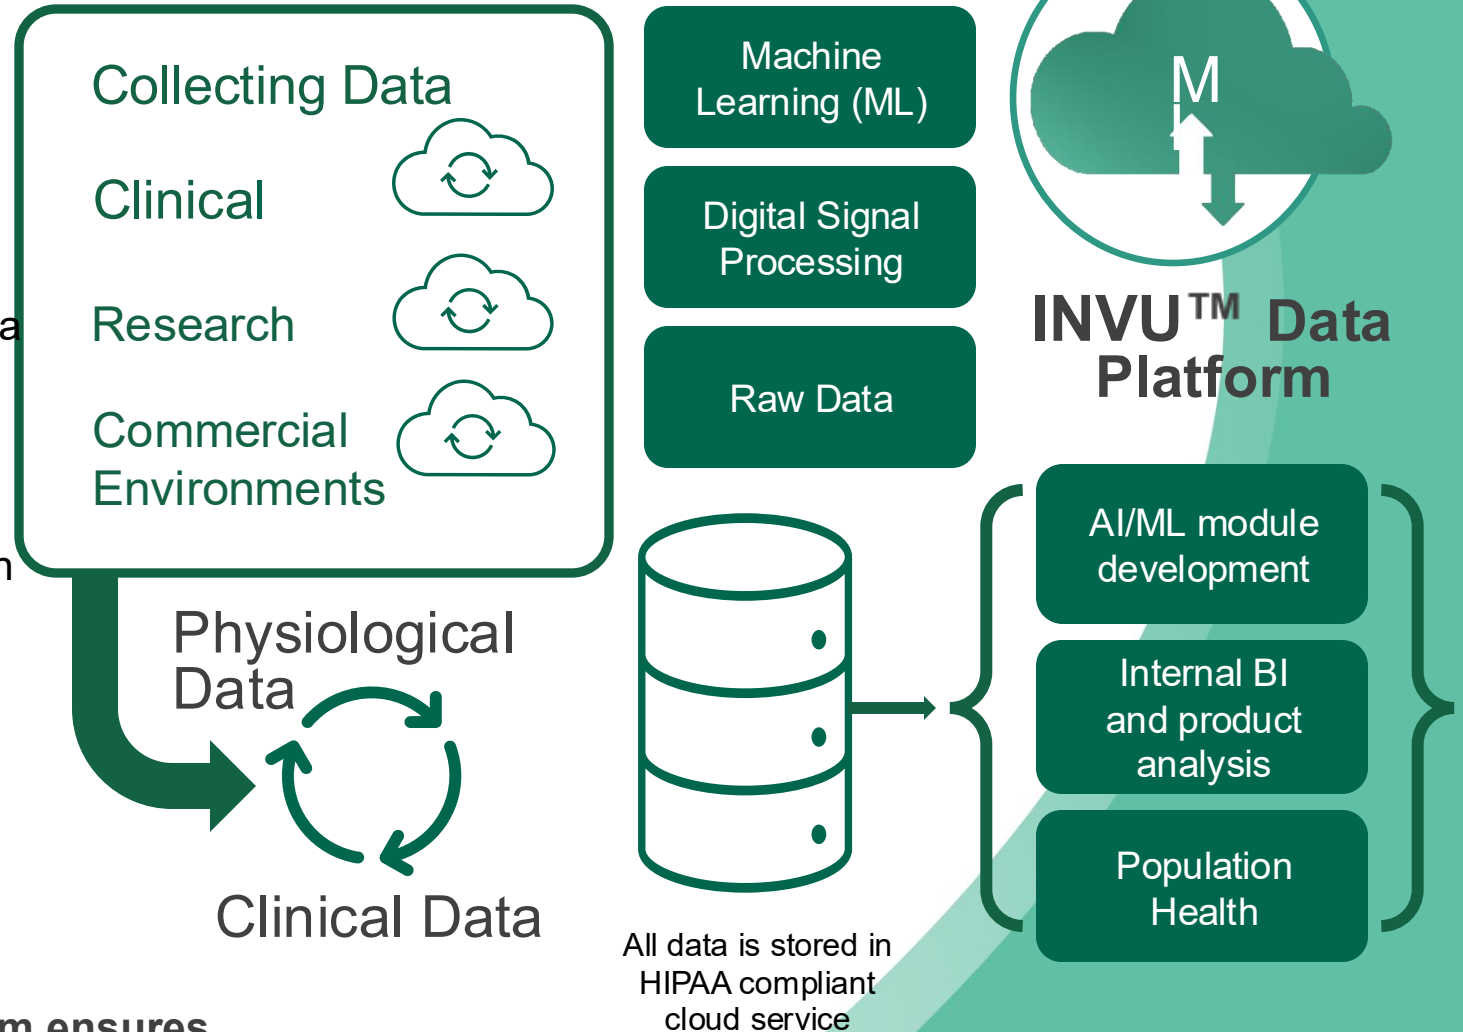 Collecting Data
Clinical
Research
Commercial
Environments
Physiological
Data
Clinical Data
Machine
Learning (ML)
Digital Signal
Processing
Raw Data
All data is stored in
HIPAA compliant
cloud service
M
INVU™ Data
Platform
AI/ML module
development
Internal BI
and product
analysis
Population
Health
ensures